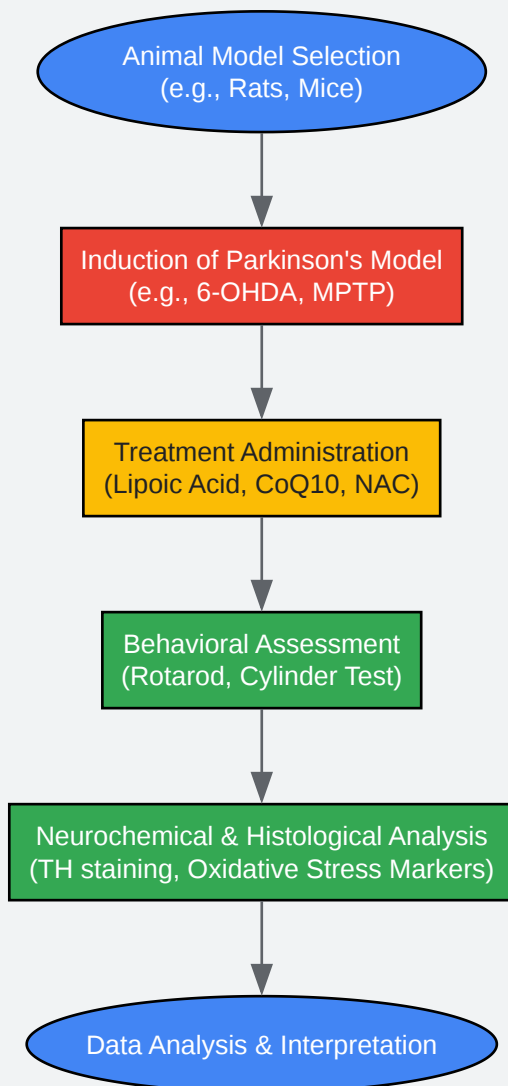 Animal Model Selection
(e.g., Rats, Mice)
Induction of Parkinson's Model
(e.g., 6-OHDA, MPTP)
Treatment Administration
(Lipoic Acid, CoQ10, NAC)
Behavioral Assessment
(Rotarod, Cylinder Test)
Neurochemical & Histological Analysis
(TH staining, Oxidative Stress Markers)
Data Analysis & Interpretation